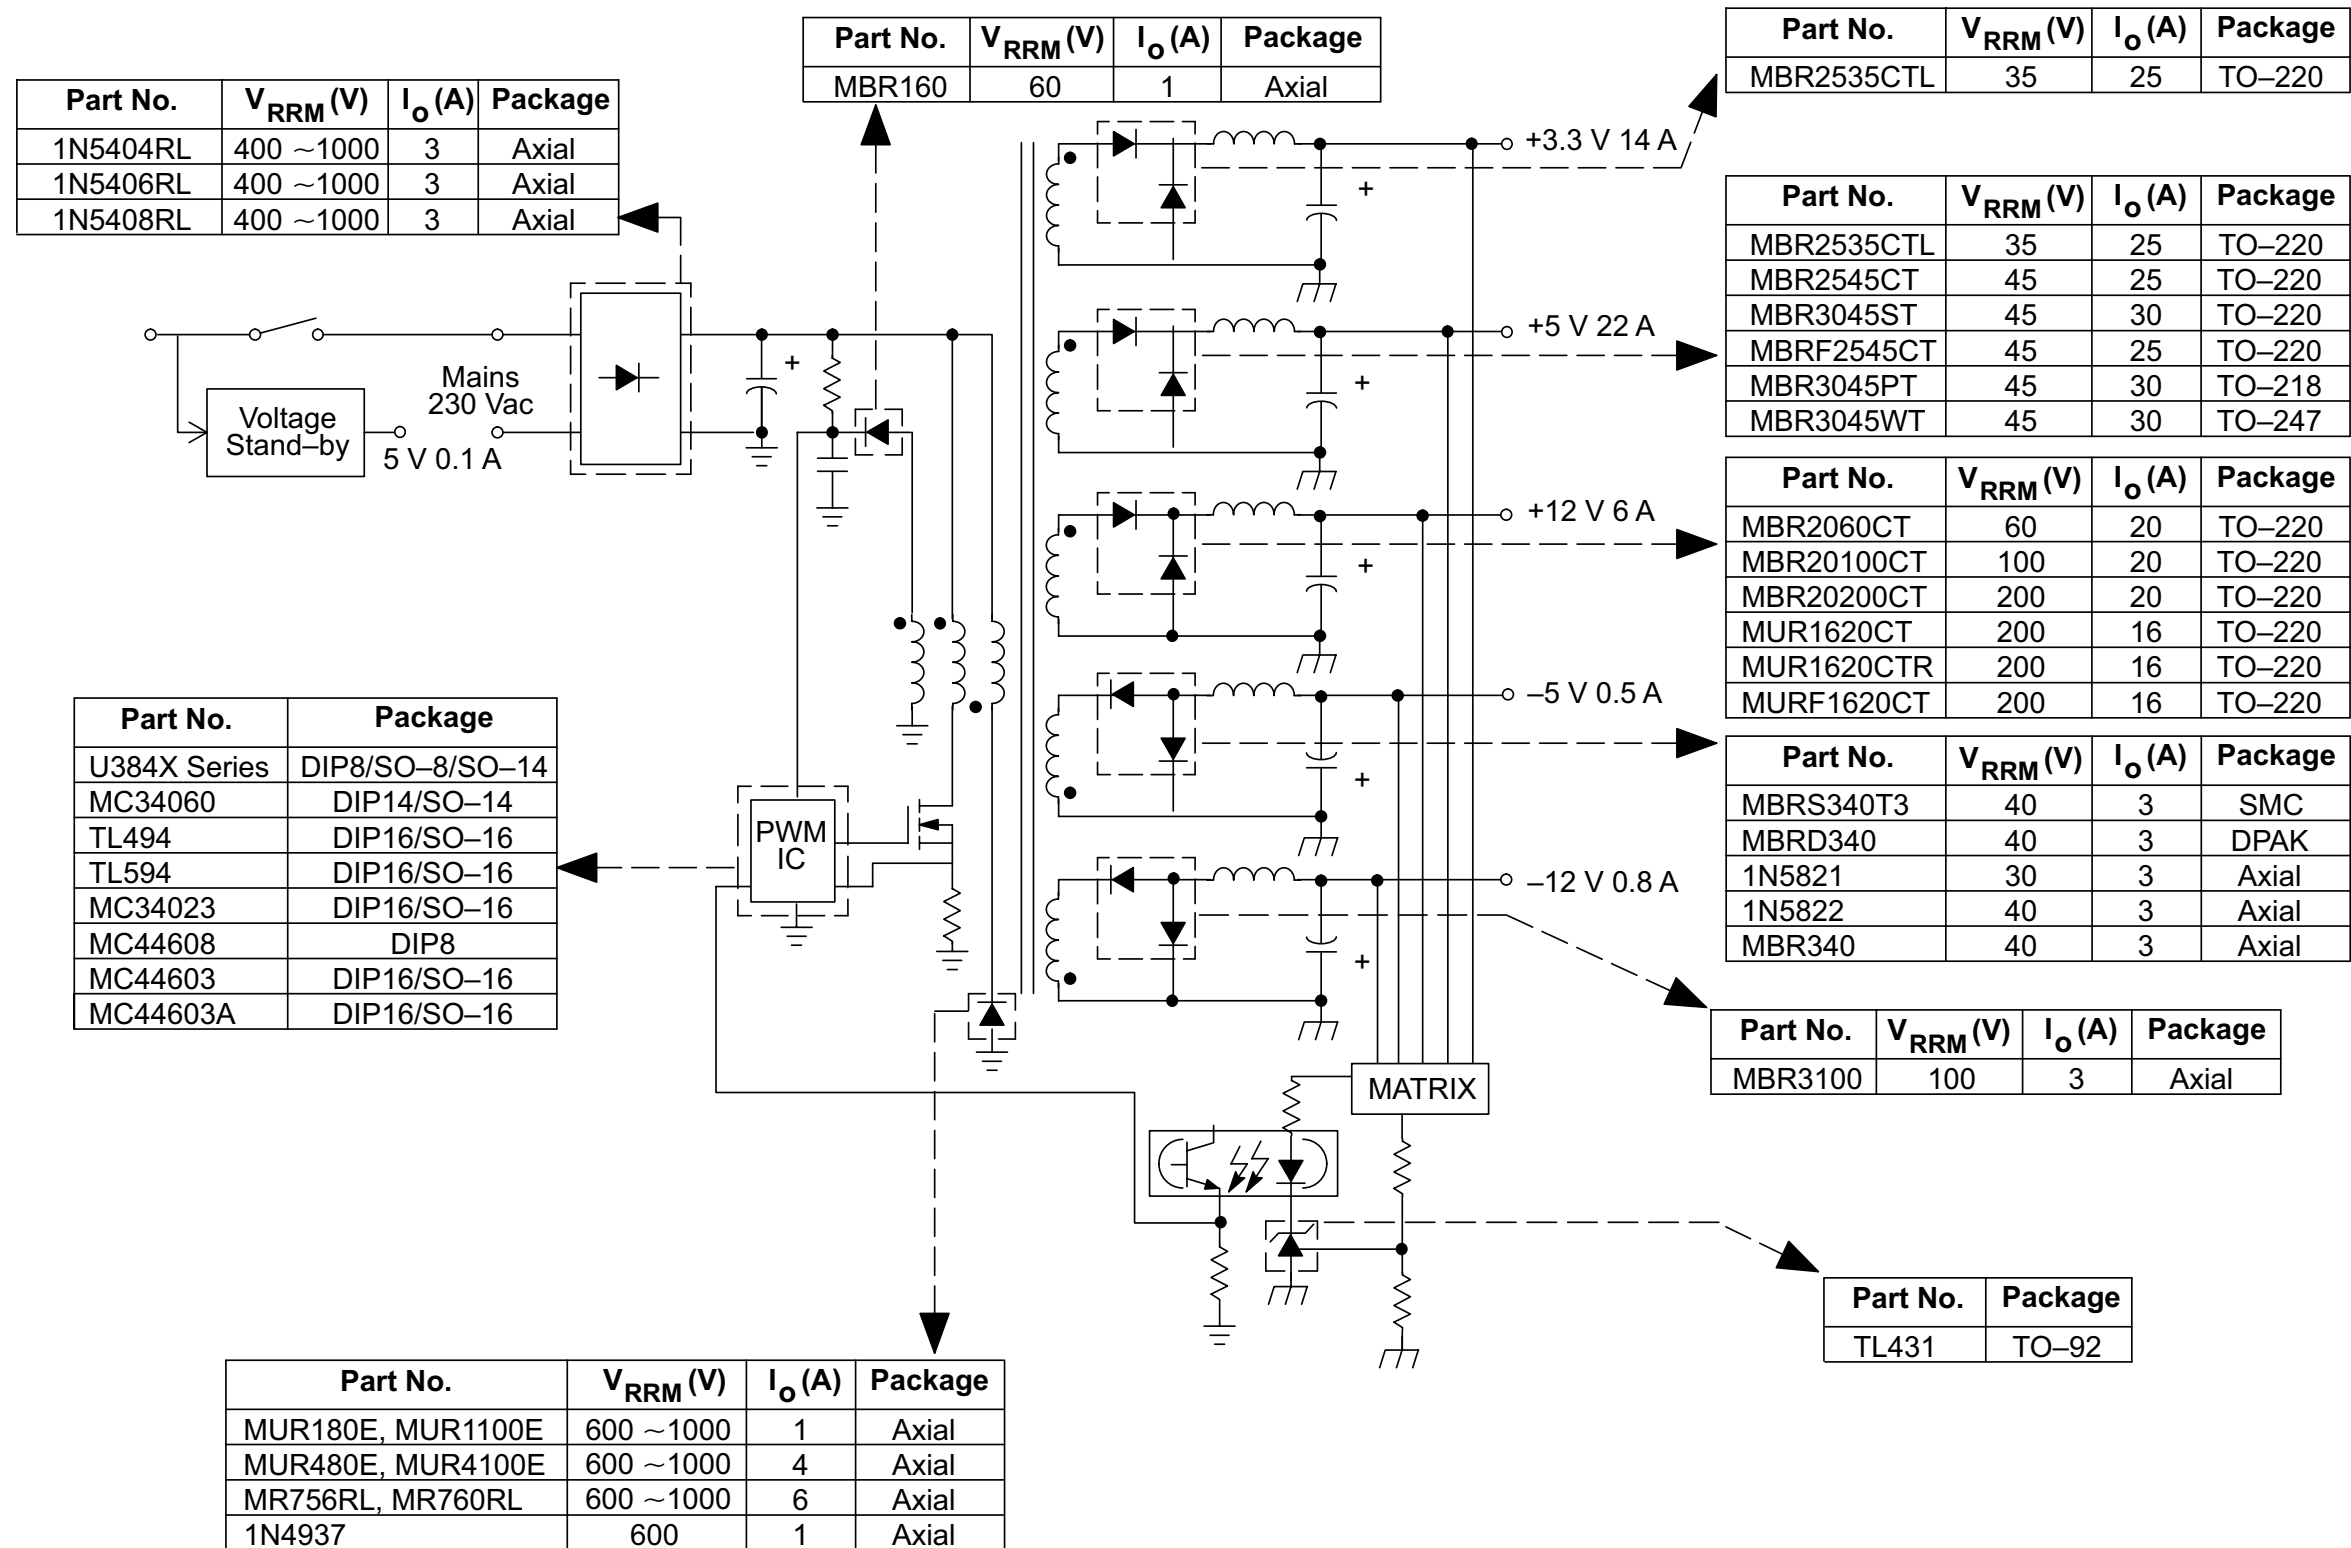 Part No. VRRM (V) Io (A) Package
MBR160 60 1 Axial
Part No. VRRM (V) Io (A) Package
MBR2535CTL 35 25 TO–220
Part No. VRRM (V) Io (A) Package
1N5404RL 400 ~1000 3 Axial
1N5406RL 400 ~1000 3 Axial
1N5408RL 400 ~1000 3 Axial
+3.3 V 14 A
+
Part No. VRRM (V) Io (A) Package
MBR2535CTL 35 25 TO–220
MBR2545CT 45 25 TO–220
MBR3045ST 45 30 TO–220
MBRF2545CT 45 25 TO–220
MBR3045PT 45 30 TO–218
MBR3045WT 45 30 TO–247
+5 V 22 A
+
+
Mains
230 Vac
Voltage
Stand–by
5 V 0.1 A
Part No. VRRM (V) Io (A) Package
MBR2060CT 60 20 TO–220
MBR20100CT 100 20 TO–220
MBR20200CT 200 20 TO–220
MUR1620CT 200 16 TO–220
MUR1620CTR 200 16 TO–220
MURF1620CT 200 16 TO–220
+12 V 6 A
+
–5 V 0.5 A
+
Part No. Package
U384X Series DIP8/SO–8/SO–14
MC34060 DIP14/SO–14
TL494 DIP16/SO–16
TL594 DIP16/SO–16
MC34023 DIP16/SO–16
MC44608 DIP8
MC44603 DIP16/SO–16
MC44603A DIP16/SO–16
PWM
IC
Part No. VRRM (V) Io (A) Package
MBRS340T3 40 3 SMC
MBRD340 40 3 DPAK
1N5821 30 3 Axial
1N5822 40 3 Axial
MBR340 40 3 Axial
–12 V 0.8 A
+
Part No. VRRM (V) Io (A) Package
MBR3100 100 3 Axial
MATRIX
Part No. Package
TL431 TO–92
Part No. VRRM (V) Io (A) Package
MUR180E, MUR1100E 600 ~1000 1 Axial
MUR480E, MUR4100E 600 ~1000 4 Axial
MR756RL, MR760RL 600 ~1000 6 Axial
1N4937 600 1 Axial